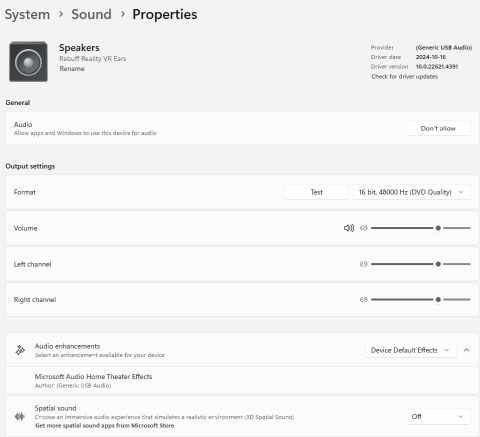 System > Sound > Properties
Speakers
Rebuff Reality VR Ears
Rename
Provider (Generic USB Audio)
Driver date 2024-10-16
Driver version 10.0.22621.4391
Check for driver updates
General
Audio
Allow apps and Windows to use this device for audio
Don't allow
Output settings
Format Test 16 bit, 48000 Hz (DVD Quality)
Volume 69
Left channel 69
Right channel 69
Audio enhancements
Select an enhancement available for your device
Device Default Effects
Microsoft Audio Home Theater Effects
Author: (Generic USB Audio)
Spatial sound
Choose an immersive audio experience that simulates a realistic environment (3D Spatial Sound)
Get more spatial sound apps from Microsoft Store
Off